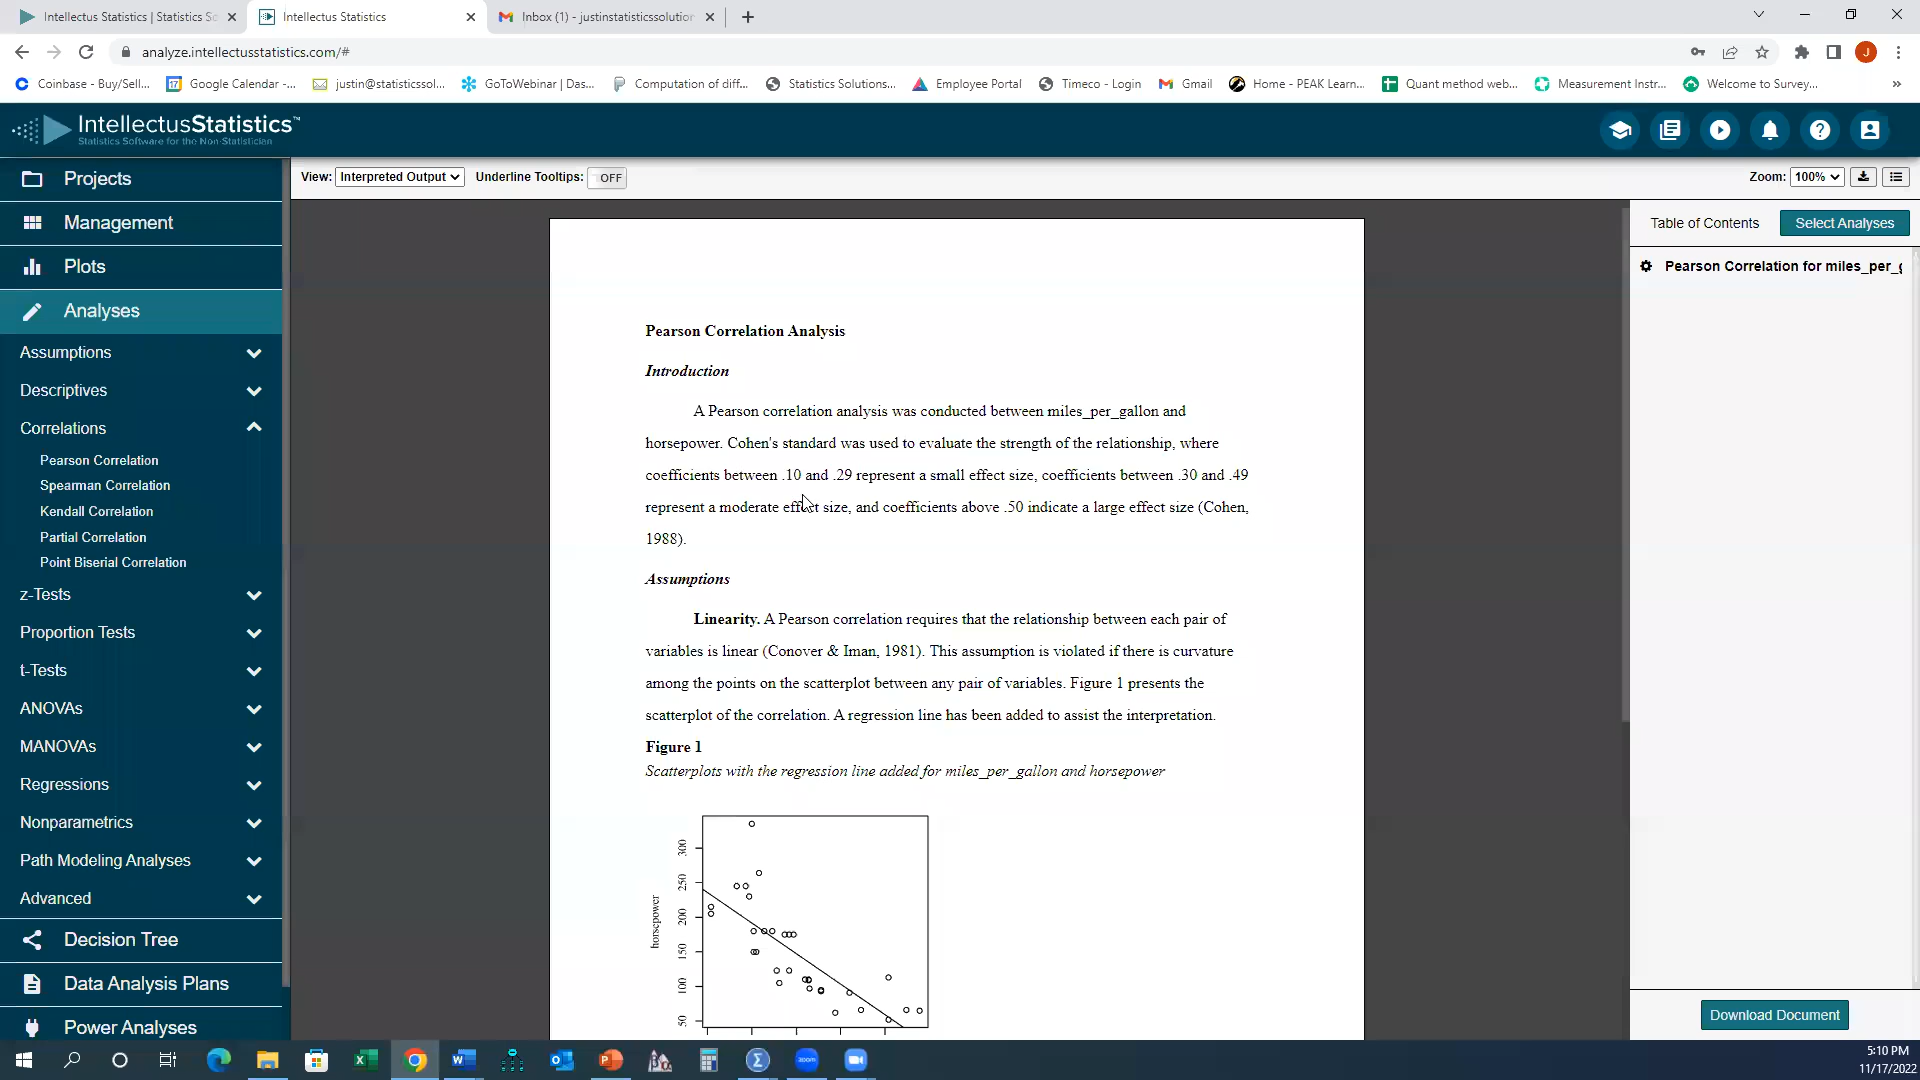 Intellectus Statistics | Statistics So
Intellectus Statistics
Inbox (1) - justinstatisticssolution
analyze.intellectusstatistics.com/#
J
Coinbase - Buy/Sell...
17
Google Calendar -...
justin@statisticssol...
GoToWebinar | Das...
Computation of diff...
Statistics Solutions...
Employee Portal
Timeco - Login
Gmail
Home - PEAK Learn...
Quant method web...
Measurement Instr...
Welcome to Survey...
»
IntellectusStatistics™
Statistics Software for the Non-Statistician
Projects
Management
Plots
Analyses
Assumptions
Descriptives
Correlations
Pearson Correlation
Spearman Correlation
Kendall Correlation
Partial Correlation
Point Biserial Correlation
z-Tests
Proportion Tests
t-Tests
ANOVAs
MANOVAs
Regressions
Nonparametrics
Path Modeling Analyses
Advanced
Decision Tree
Data Analysis Plans
Power Analyses
View: Interpreted Output Underline Tooltips: OFF
Zoom: 100%
Pearson Correlation Analysis
Introduction
A Pearson correlation analysis was conducted between miles_per_gallon and
horsepower. Cohen's standard was used to evaluate the strength of the relationship, where
coefficients between .10 and .29 represent a small effect size, coefficients between .30 and .49
represent a moderate effect size, and coefficients above .50 indicate a large effect size (Cohen,
1988).
Assumptions
Linearity. A Pearson correlation requires that the relationship between each pair of
variables is linear (Conover & Iman, 1981). This assumption is violated if there is curvature
among the points on the scatterplot between any pair of variables. Figure 1 presents the
scatterplot of the correlation. A regression line has been added to assist the interpretation.
Figure 1
Scatterplots with the regression line added for miles_per_gallon and horsepower
horsepower
300
250
200
150
100
50
Table of Contents
Select Analyses
Pearson Correlation for miles_per_g
Download Document
5:10 PM
11/17/2022